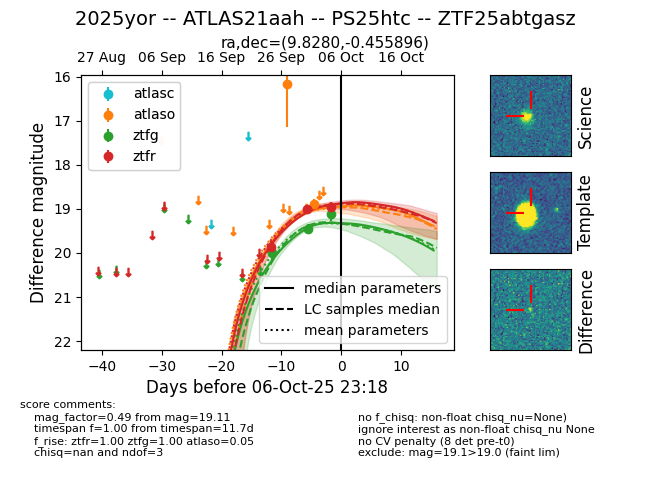 2025yor -- ATLAS21aah -- PS25htc -- ZTF25abtgasz
ra,dec=(9.8280,-0.455896)
27 Aug 06 Sep 16 Sep 26 Sep 06 Oct 16 Oct
atlasc
atlaso
ztfg
ztfr
16
17
18
19
20
21
22
Difference magnitude
median parameters
LC samples median
mean parameters
−40 −30 −20 −10 0 10
Days before 06-Oct-25 23:18
Science
Template
Difference
score comments:
mag_factor=0.49 from mag=19.11
timespan f=1.00 from timespan=11.7d
f_rise: ztfr=1.00 ztfg=1.00 atlaso=0.05
chisq=nan and ndof=3
no f_chisq: non-float chisq_nu=None)
ignore interest as non-float chisq_nu None
no CV penalty (8 det pre-t0)
exclude: mag=19.1>19.0 (faint lim)